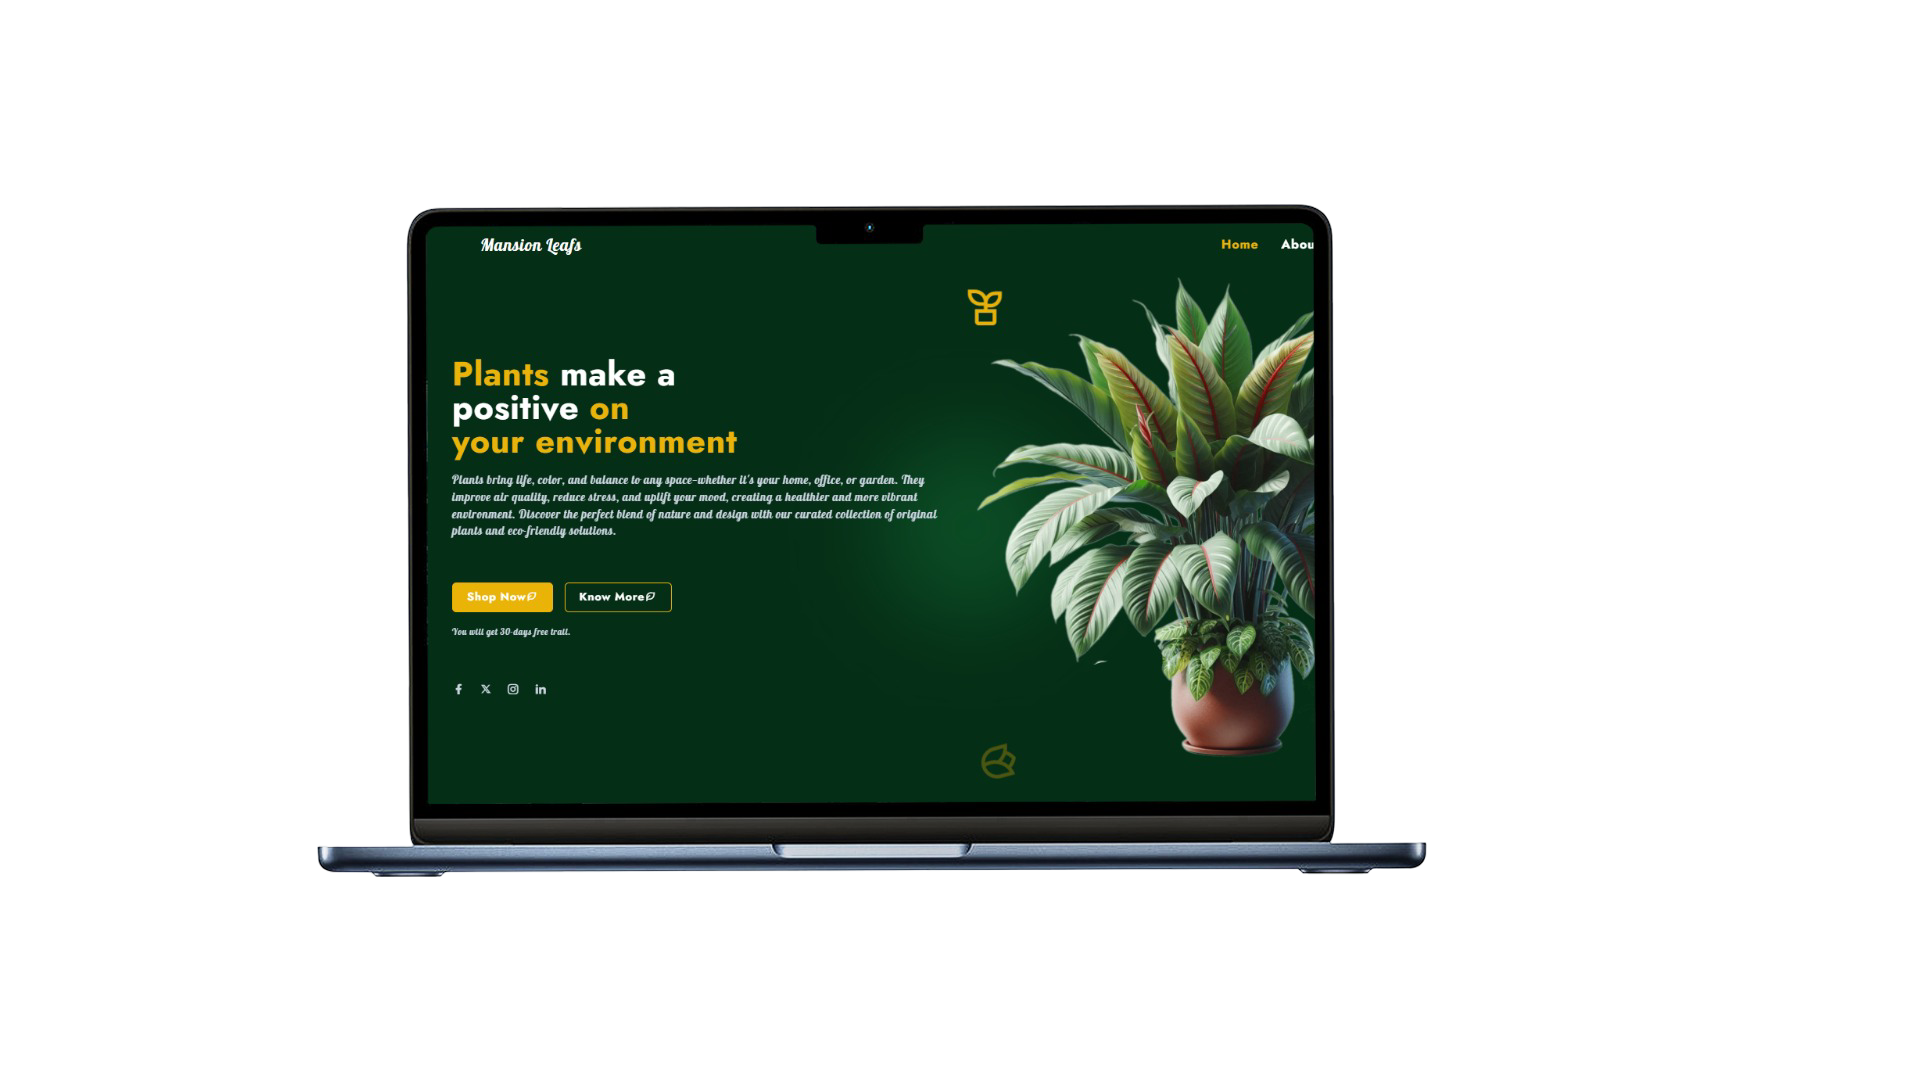 Mansion Leafs
Home Abou
Plants make a
positive on
your environment
Plants bring life, color, and balance to any space-whether it's your home, office, or garden. They
improve air quality, reduce stress, and uplift your mood, creating a healthier and more vibrant
environment. Discover the perfect blend of nature and design with our curated collection of original
plants and eco-friendly solutions.
Shop Now Know More
You will get 30-days free trail.